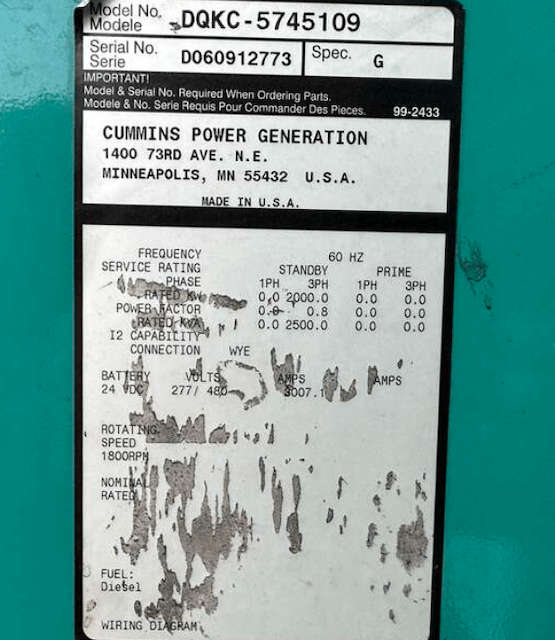 Model No. DQKC-5745109
Modele
Serial No. D060912773 Spec. G
Serie
IMPORTANT!
Model & Serial No. Required When Ordering Parts.
Modele & No. Serie Requis Pour Commander Des Pieces. 99-2433
CUMMINS POWER GENERATION
1400 73RD AVE. N.E.
MINNEAPOLIS, MN 55432 U.S.A.
MADE IN U.S.A.
FREQUENCY 60 HZ
SERVICE RATING STANDBY PRIME
PHASE 1PH 3PH 1PH 3PH
RATED KW 0.0 2000.0 0.0 0.0
POWER FACTOR 0.0 0.8 0.0 0.0
RATED KVA 0.0 2500.0 0.0 0.0
I2 CAPABILITY
CONNECTION WYE
BATTERY VOLTS AMPS AMPS
24 VDC 277/ 480 3007.1
ROTATING
SPEED
1800RPM
NOMINAL
RATED
FUEL:
Diesel
WIRING DIAGRAM